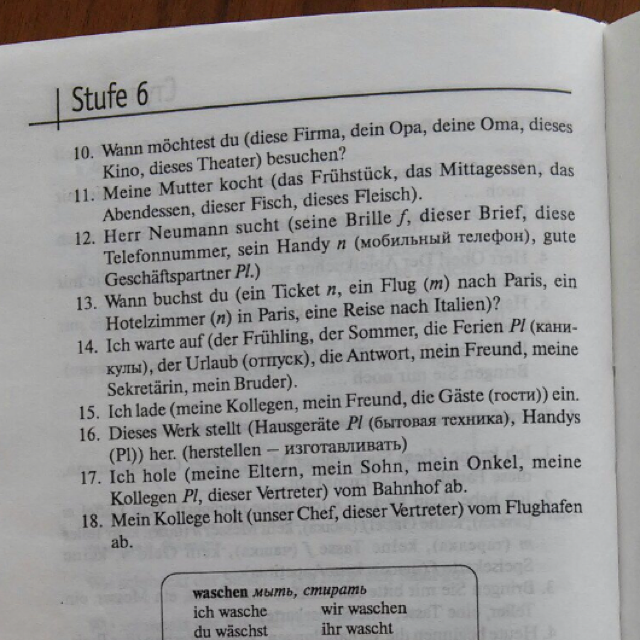 Stufe 6
10. Wann möchtest du (diese Firma, dein Opa, deine Oma, dieses
Kino, dieses Theater) besuchen?
11. Meine Mutter kocht (das Frühstück, das Mittagessen, das
Abendessen, dieser Fisch, dieses Fleisch).
12. Herr Neumann sucht (seine Brille f, dieser Brief, diese
Telefonnummer, sein Handy n (мобильный телефон), gute
Geschäftspartner Pl.)
13. Wann buchst du (ein Ticket n, ein Flug (m) nach Paris, ein
Hotelzimmer (n) in Paris, eine Reise nach Italien)?
14. Ich warte auf (der Frühling, der Sommer, die Ferien Pl (кани-
кулы), der Urlaub (отпуск), die Antwort, mein Freund, meine
Sekretärin, mein Bruder).
15. Ich lade (meine Kollegen, mein Freund, die Gäste (гости)) ein.
16. Dieses Werk stellt (Hausgeräte Pl (бытовая техника), Handys
(Pl)) her. (herstellen – изготавливать)
17. Ich hole (meine Eltern, mein Sohn, mein Onkel, meine
Kollegen Pl, dieser Vertreter) vom Bahnhof ab.
18. Mein Kollege holt (unser Chef, dieser Vertreter) vom Flughafen
ab.
waschen мыть, стирать
ich wasche wir waschen
du wäschst ihr wascht